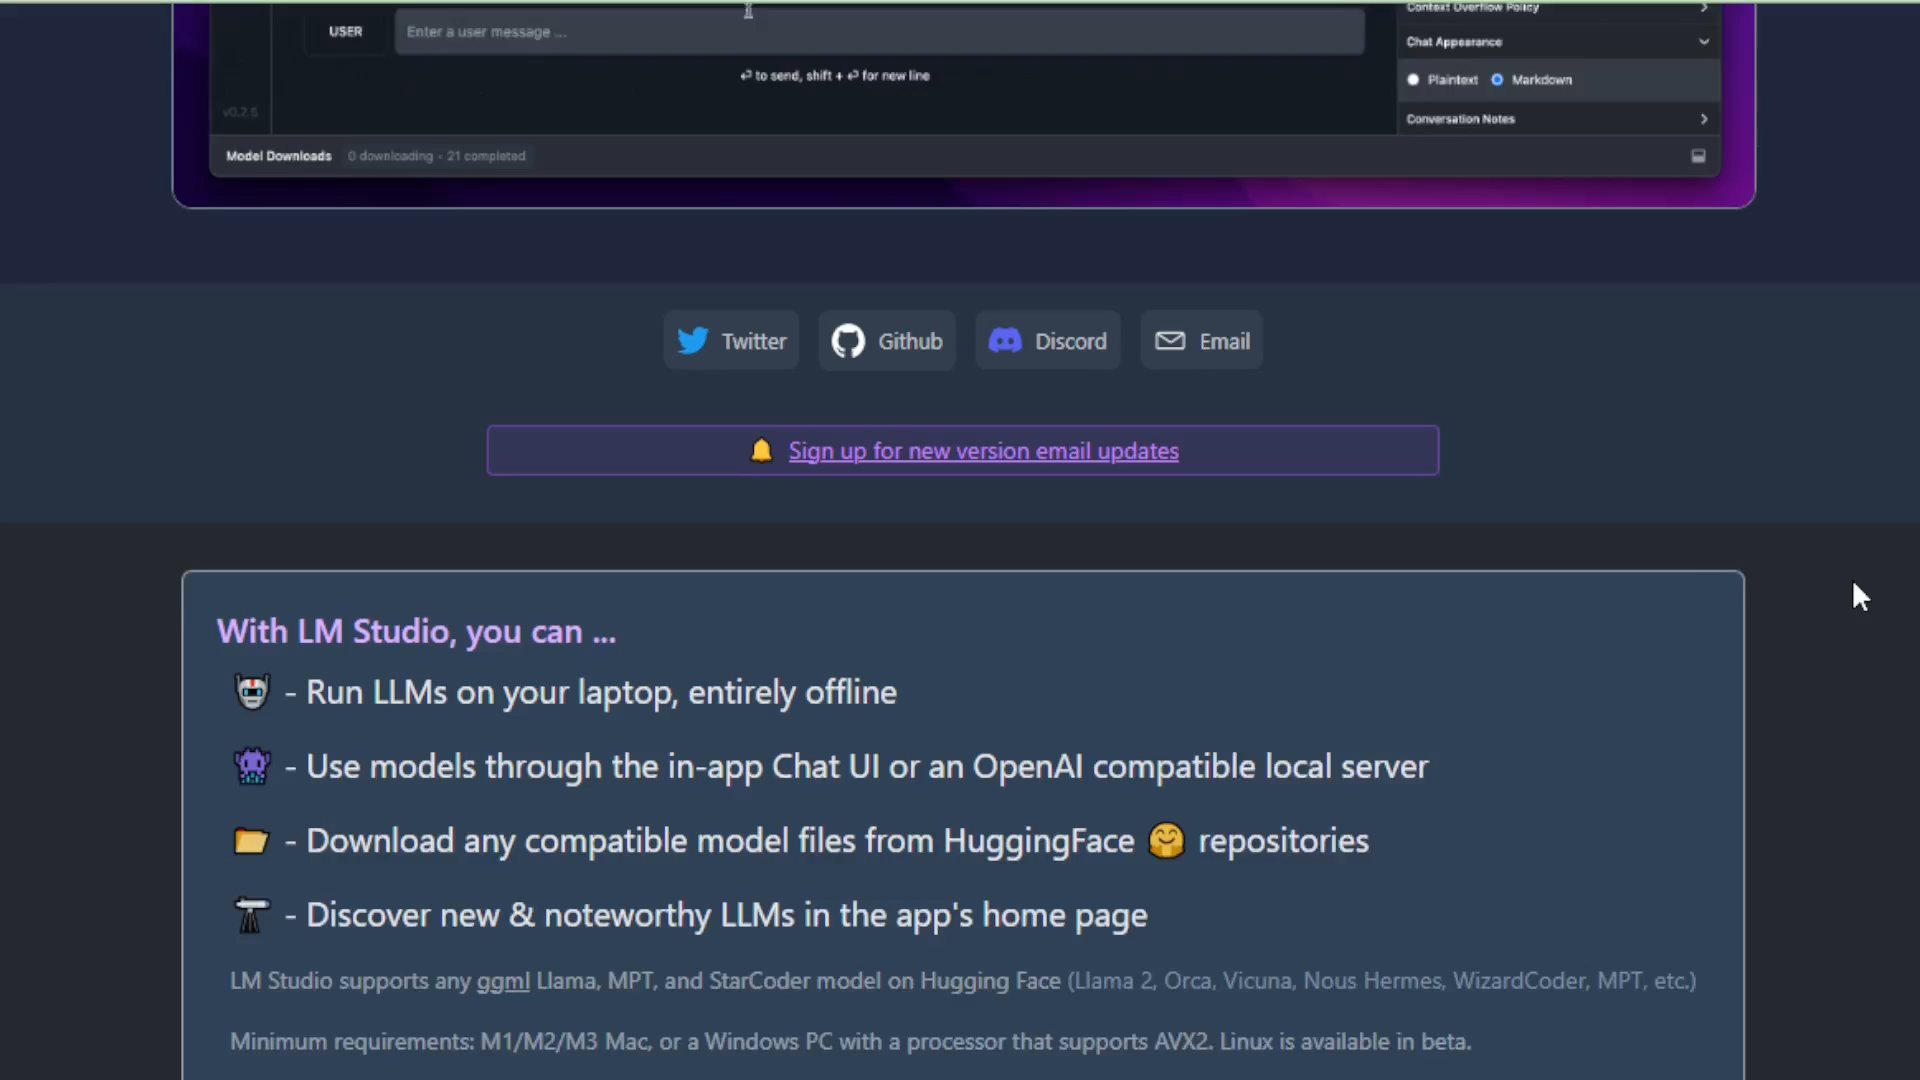 Context Overflow Policy
USER
Enter a user message ...
Chat Appearance
⏎ to send, shift + ⏎ for new line
Plaintext Markdown
v0.2.5
Conversation Notes
Model Downloads 0 downloading - 21 completed
Twitter Github Discord Email
Sign up for new version email updates
With LM Studio, you can ...
- Run LLMs on your laptop, entirely offline
- Use models through the in-app Chat UI or an OpenAI compatible local server
- Download any compatible model files from HuggingFace 🤗 repositories
- Discover new & noteworthy LLMs in the app's home page
LM Studio supports any ggml Llama, MPT, and StarCoder model on Hugging Face (Llama 2, Orca, Vicuna, Nous Hermes, WizardCoder, MPT, etc.)
Minimum requirements: M1/M2/M3 Mac, or a Windows PC with a processor that supports AVX2. Linux is available in beta.